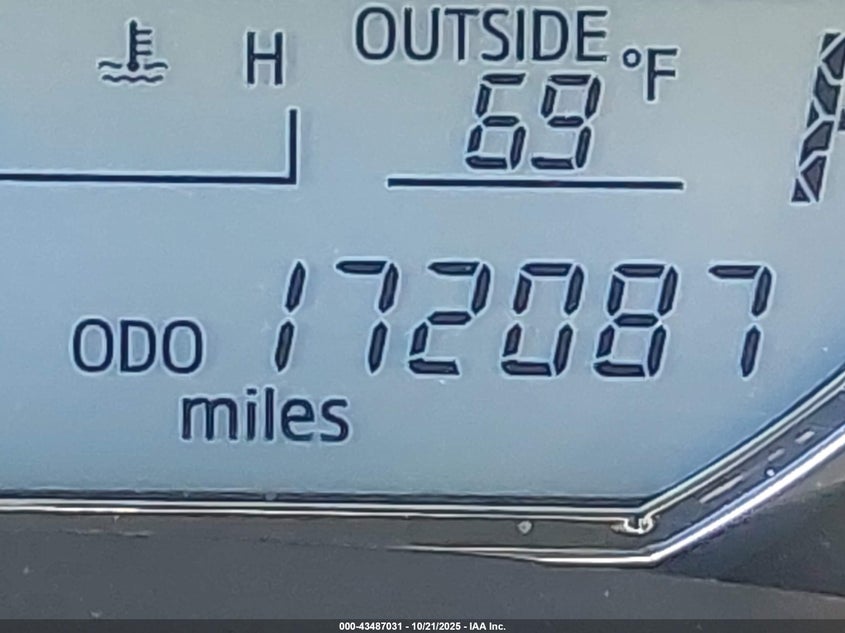 H OUTSIDE °F
69
ODO 172087
miles
000-43487031 - 10/21/2025 - IAA Inc.